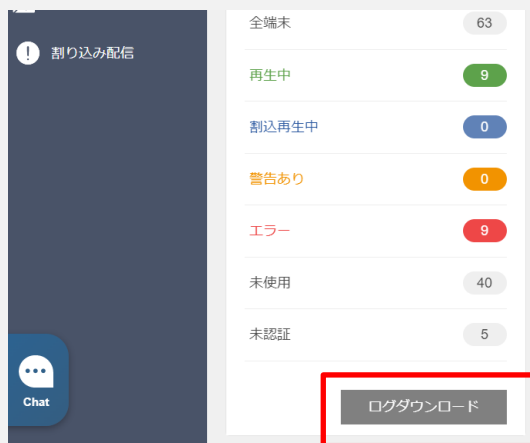 割り込み配信
全端末 63
再生中 9
割込再生中 0
警告あり 0
エラー 9
未使用 40
未認証 5
Chat
ログダウンロード